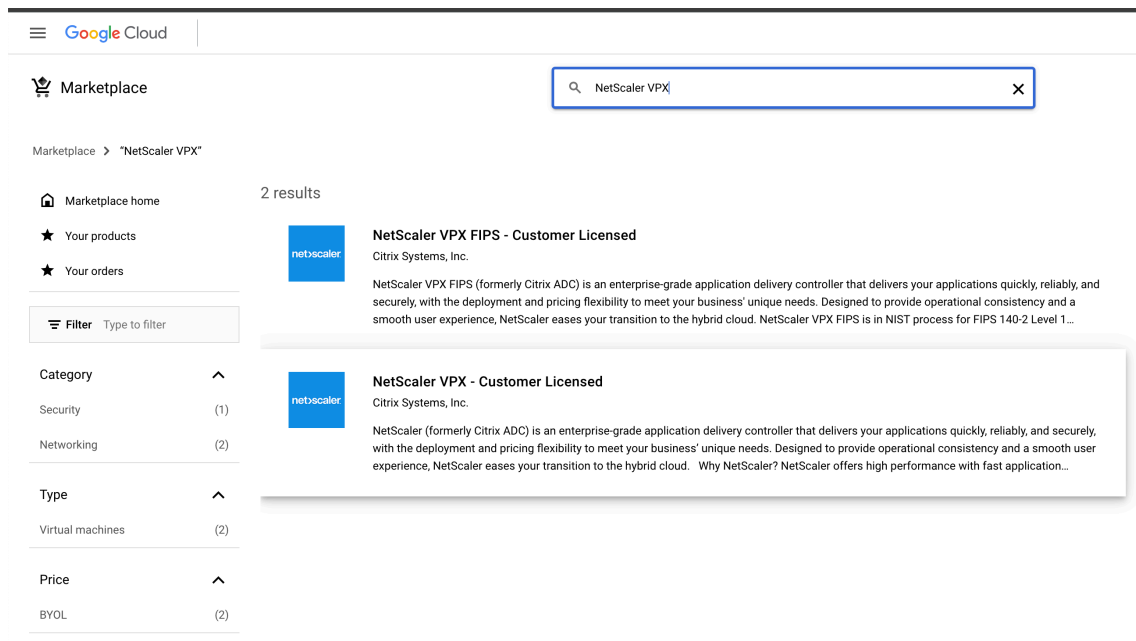 Google Cloud
Marketplace
NetScaler VPX
Marketplace > “NetScaler VPX”
Marketplace home
Your products
Your orders
Filter Type to filter
Category
Security (1)
Networking (2)
Type
Virtual machines (2)
Price
BYOL (2)
2 results
net>scaler.
NetScaler VPX FIPS - Customer Licensed
Citrix Systems, Inc.
NetScaler VPX FIPS (formerly Citrix ADC) is an enterprise-grade application delivery controller that delivers your applications quickly, reliably, and
securely, with the deployment and pricing flexibility to meet your business' unique needs. Designed to provide operational consistency and a
smooth user experience, NetScaler eases your transition to the hybrid cloud. NetScaler VPX FIPS is in NIST process for FIPS 140-2 Level 1...
net>scaler.
NetScaler VPX - Customer Licensed
Citrix Systems, Inc.
NetScaler (formerly Citrix ADC) is an enterprise-grade application delivery controller that delivers your applications quickly, reliably, and securely,
with the deployment and pricing flexibility to meet your business’ unique needs. Designed to provide operational consistency and a smooth user
experience, NetScaler eases your transition to the hybrid cloud. Why NetScaler? NetScaler offers high performance with fast application...